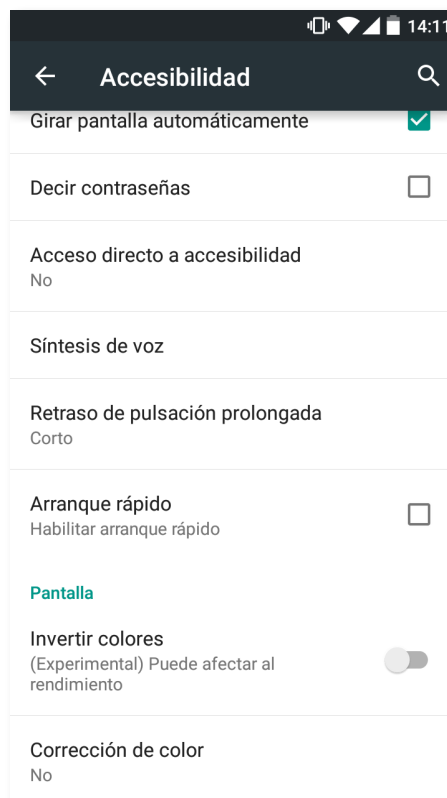 14:11
Accesibilidad
Girar pantalla automáticamente
Decir contraseñas
Acceso directo a accesibilidad
No
Síntesis de voz
Retraso de pulsación prolongada
Corto
Arranque rápido
Habilitar arranque rápido
Pantalla
Invertir colores
(Experimental) Puede afectar al
rendimiento
Corrección de color
No